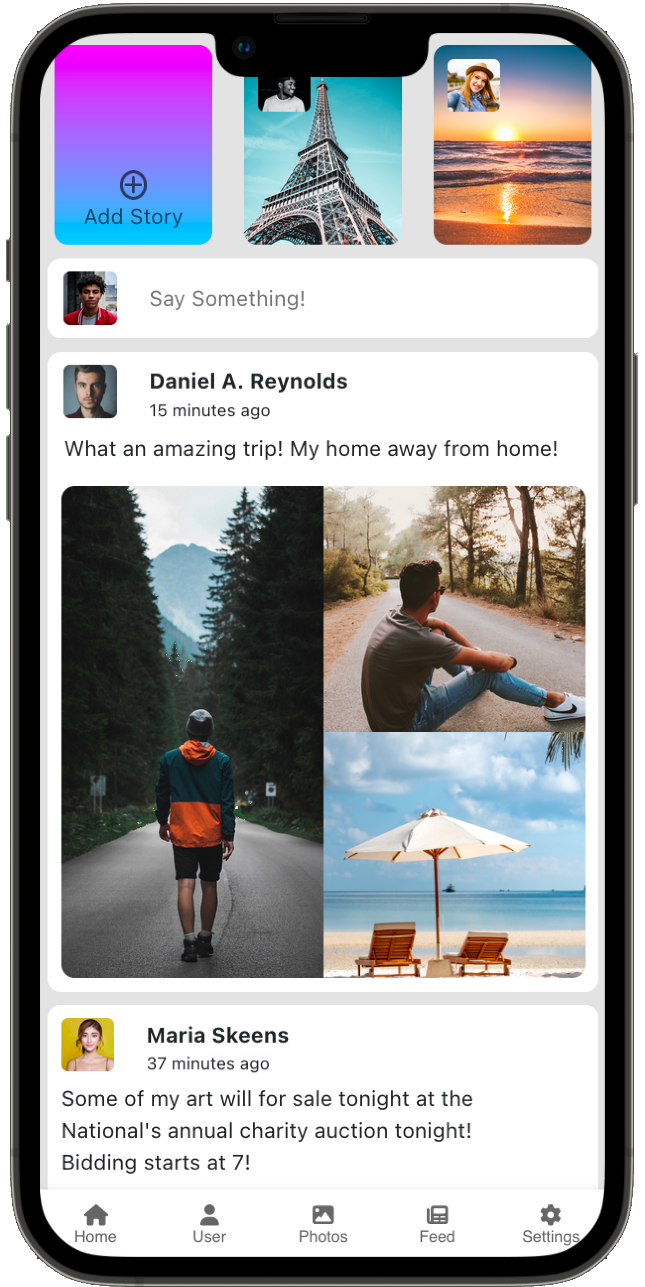 Add Story
Say Something!
Daniel A. Reynolds
15 minutes ago
What an amazing trip! My home away from home!
Maria Skeens
37 minutes ago
Some of my art will for sale tonight at the
National's annual charity auction tonight!
Bidding starts at 7!
Home User Photos Feed Settings